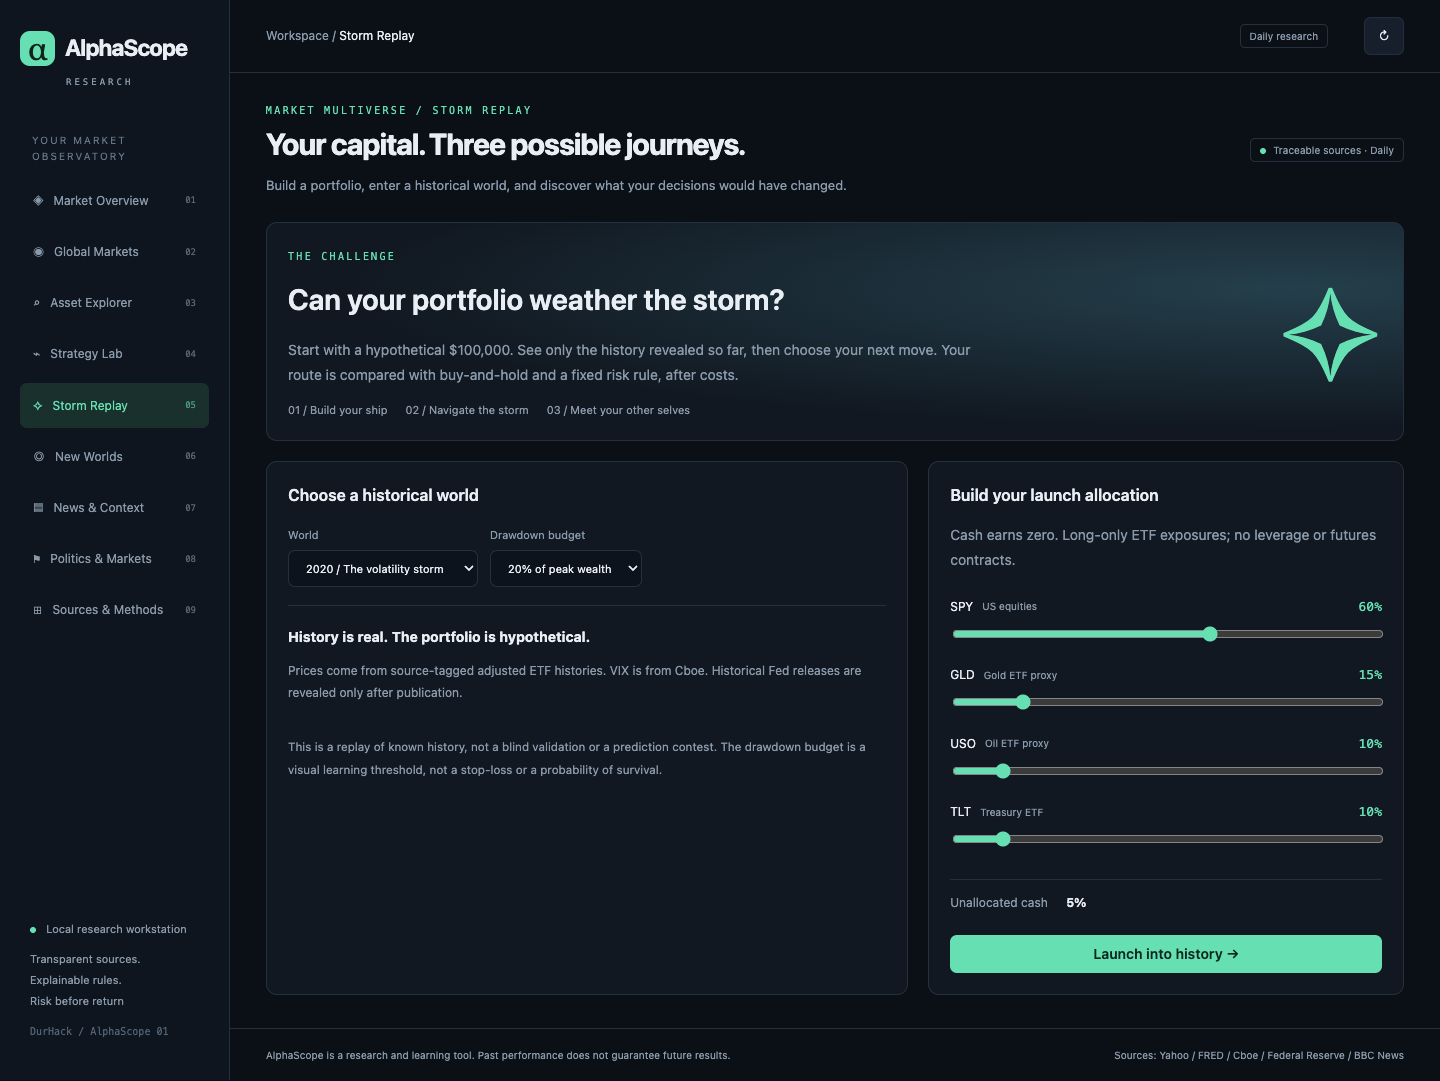 α AlphaScope
RESEARCH
YOUR MARKET
OBSERVATORY
Market Overview 01
Global Markets 02
Asset Explorer 03
Strategy Lab 04
Storm Replay 05
New Worlds 06
News & Context 07
Politics & Markets 08
Sources & Methods 09
Local research workstation
Transparent sources.
Explainable rules.
Risk before return
DurHack / AlphaScope 01
Workspace / Storm Replay
Daily research
MARKET MULTIVERSE / STORM REPLAY
Your capital. Three possible journeys.
Traceable sources · Daily
Build a portfolio, enter a historical world, and discover what your decisions would have changed.
THE CHALLENGE
Can your portfolio weather the storm?
Start with a hypothetical $100,000. See only the history revealed so far, then choose your next move. Your
route is compared with buy-and-hold and a fixed risk rule, after costs.
01 / Build your ship 02 / Navigate the storm 03 / Meet your other selves
Choose a historical world
World Drawdown budget
2020 / The volatility storm 20% of peak wealth
History is real. The portfolio is hypothetical.
Prices come from source-tagged adjusted ETF histories. VIX is from Cboe. Historical Fed releases are
revealed only after publication.
This is a replay of known history, not a blind validation or a prediction contest. The drawdown budget is a
visual learning threshold, not a stop-loss or a probability of survival.
Build your launch allocation
Cash earns zero. Long-only ETF exposures; no leverage or futures
contracts.
SPY US equities 60%
GLD Gold ETF proxy 15%
USO Oil ETF proxy 10%
TLT Treasury ETF 10%
Unallocated cash 5%
Launch into history →
AlphaScope is a research and learning tool. Past performance does not guarantee future results.
Sources: Yahoo / FRED / Cboe / Federal Reserve / BBC News